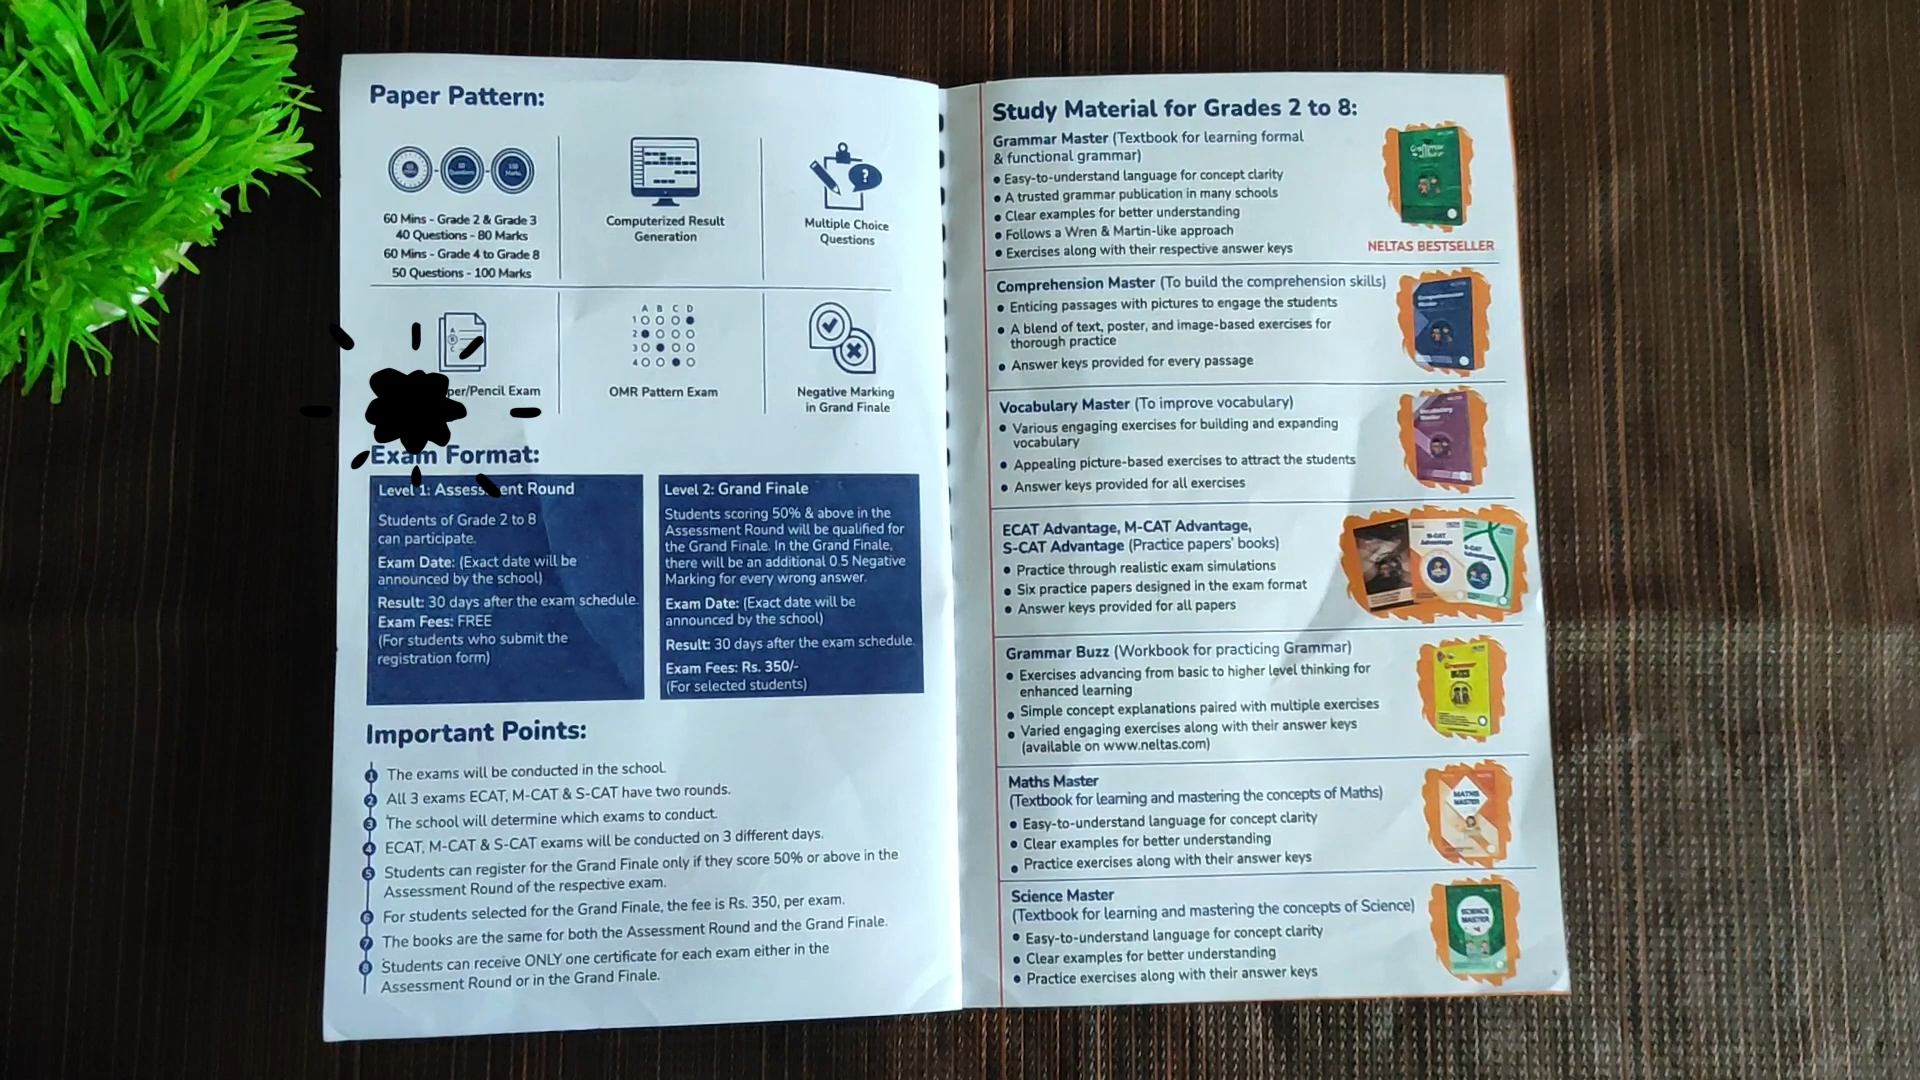 Paper Pattern:
60 Mins - Grade 2 & Grade 3
40 Questions - 80 Marks
60 Mins - Grade 4 to Grade 8
50 Questions - 100 Marks
Computerized Result
Generation
Multiple Choice
Questions
per/Pencil Exam
A B C D
1
2
3
4
OMR Pattern Exam
Negative Marking
in Grand Finale
Exam Format:
Level 1: Assessment Round
Students of Grade 2 to 8
can participate.
Exam Date: (Exact date will be
announced by the school)
Result: 30 days after the exam schedule.
Exam Fees: FREE
(For students who submit the
registration form)
Level 2: Grand Finale
Students scoring 50% & above in the
Assessment Round will be qualified for
the Grand Finale. In the Grand Finale,
there will be an additional 0.5 Negative
Marking for every wrong answer.
Exam Date: (Exact date will be
announced by the school)
Result: 30 days after the exam schedule.
Exam Fees: Rs. 350/-
(For selected students)
Important Points:
1 The exams will be conducted in the school.
2 All 3 exams ECAT, M-CAT & S-CAT have two rounds.
3 The school will determine which exams to conduct.
4 ECAT, M-CAT & S-CAT exams will be conducted on 3 different days.
5 Students can register for the Grand Finale only if they score 50% or above in the
Assessment Round of the respective exam.
6 For students selected for the Grand Finale, the fee is Rs. 350, per exam.
7 The books are the same for both the Assessment Round and the Grand Finale.
8 Students can receive ONLY one certificate for each exam either in the
Assessment Round or in the Grand Finale.
Study Material for Grades 2 to 8:
Grammar Master (Textbook for learning formal
& functional grammar)
• Easy-to-understand language for concept clarity
• A trusted grammar publication in many schools
• Clear examples for better understanding
• Follows a Wren & Martin-like approach
• Exercises along with their respective answer keys
NELTAS BESTSELLER
Comprehension Master (To build the comprehension skills)
• Enticing passages with pictures to engage the students
• A blend of text, poster, and image-based exercises for
thorough practice
• Answer keys provided for every passage
Vocabulary Master (To improve vocabulary)
• Various engaging exercises for building and expanding
vocabulary
• Appealing picture-based exercises to attract the students
• Answer keys provided for all exercises
ECAT Advantage, M-CAT Advantage,
S-CAT Advantage (Practice papers' books)
• Practice through realistic exam simulations
• Six practice papers designed in the exam format
• Answer keys provided for all papers
Grammar Buzz (Workbook for practicing Grammar)
• Exercises advancing from basic to higher level thinking for
enhanced learning
• Simple concept explanations paired with multiple exercises
• Varied engaging exercises along with their answer keys
(available on www.neltas.com)
Maths Master
(Textbook for learning and mastering the concepts of Maths)
• Easy-to-understand language for concept clarity
• Clear examples for better understanding
• Practice exercises along with their answer keys
MATHS
MASTER
Science Master
(Textbook for learning and mastering the concepts of Science)
• Easy-to-understand language for concept clarity
• Clear examples for better understanding
• Practice exercises along with their answer keys
SCIENCE
MASTER